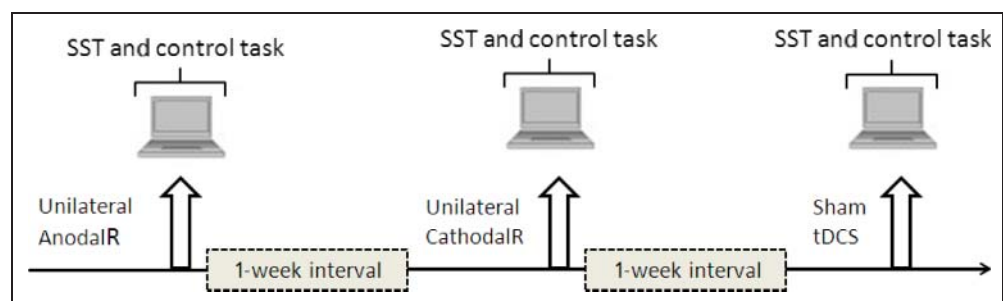 SST and control task
SST and control task
SST and control task
Unilateral
AnodalR
Unilateral
CathodalR
Sham
tDCS
1-week interval
1-week interval